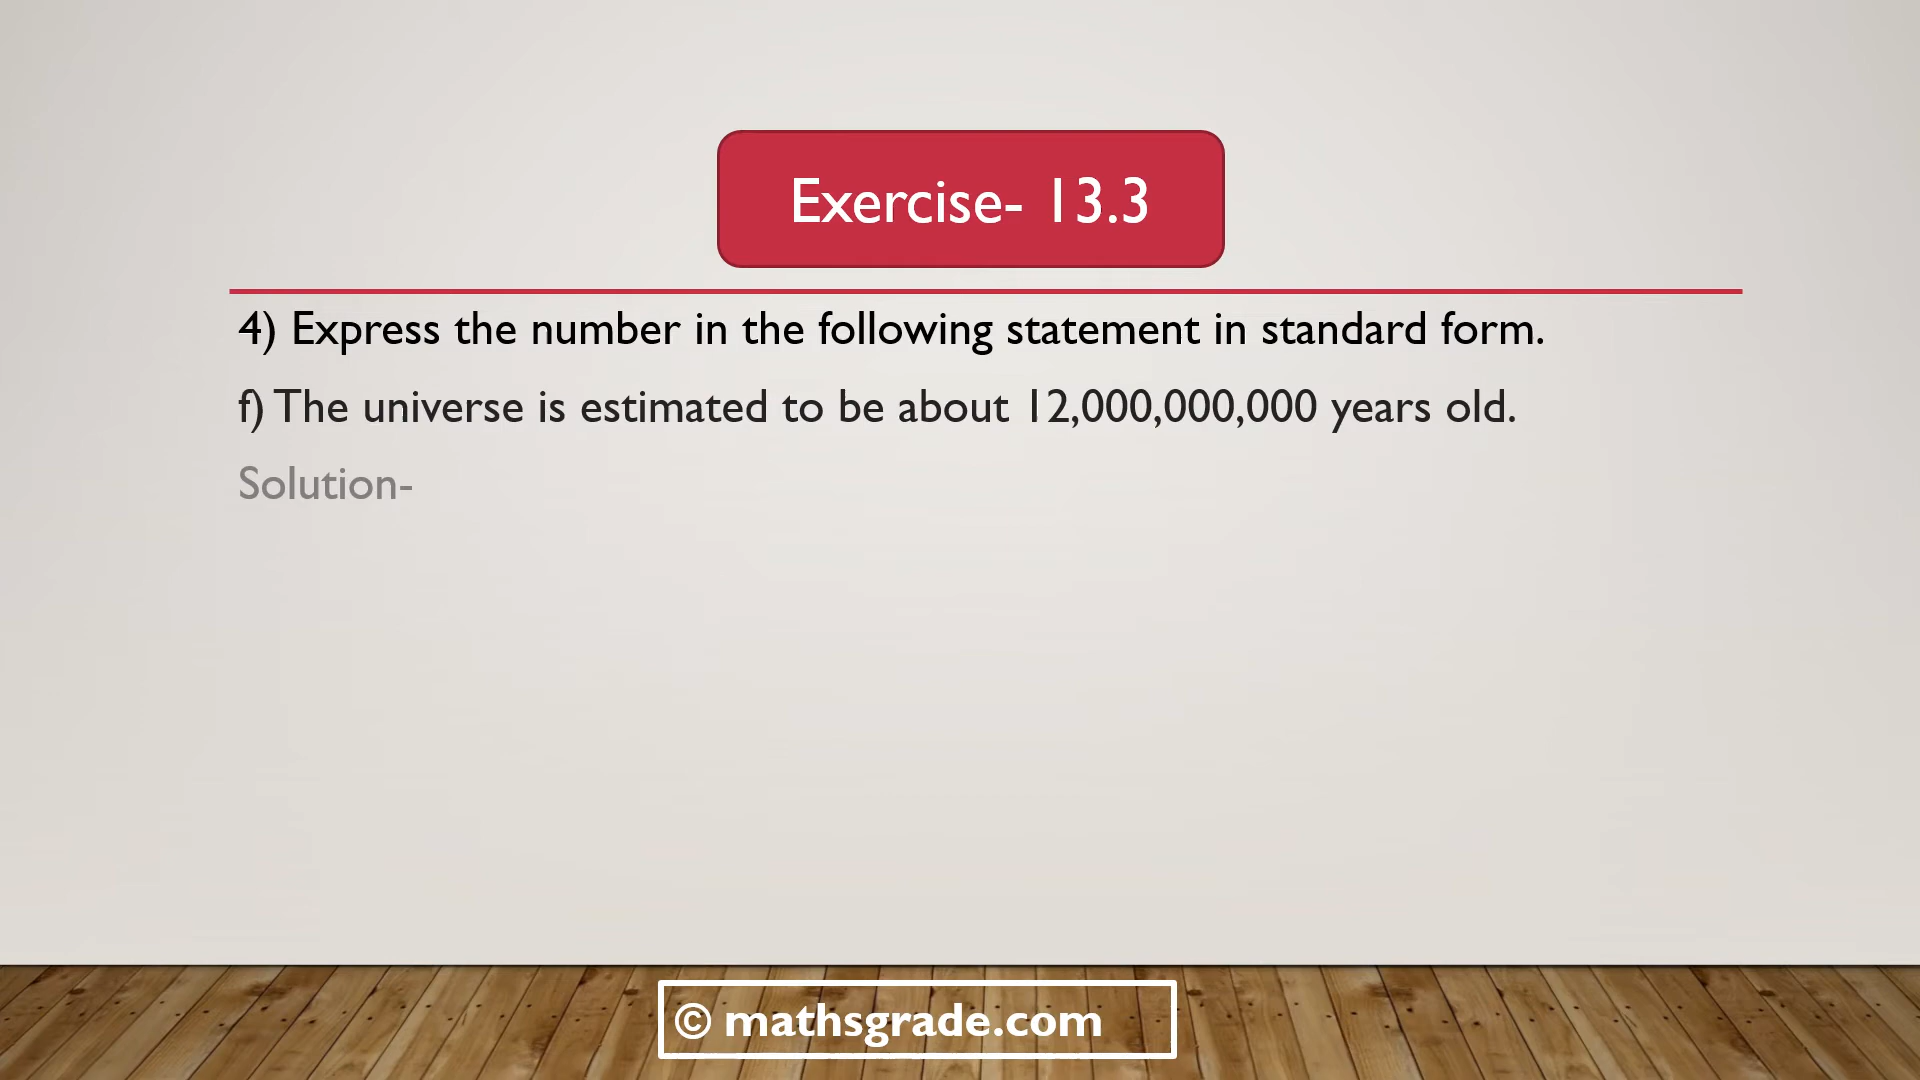 Exercise- 13.3
4) Express the number in the following statement in standard form.
f) The universe is estimated to be about 12,000,000,000 years old.
Solution-
© mathsgrade.com